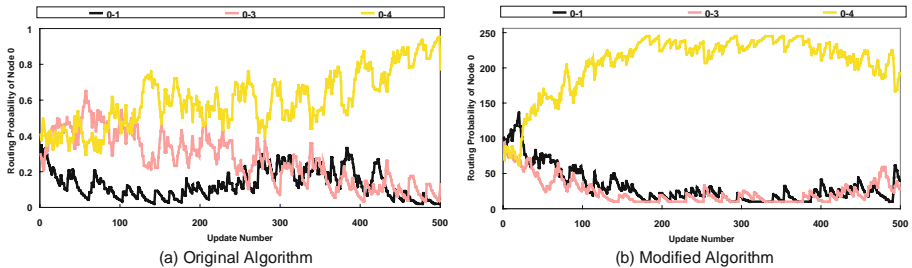 0-1 0-3 0-4
Routing Probability of Node 0
1
0.8
0.6
0.4
0.2
0
0 100 200 300 400 500
Update Number
(a) Original Algorithm
0-1 0-3 0-4
Routing Probability of Node 0
250
200
150
100
50
0
0 100 200 300 400 500
Update Number
(b) Modified Algorithm